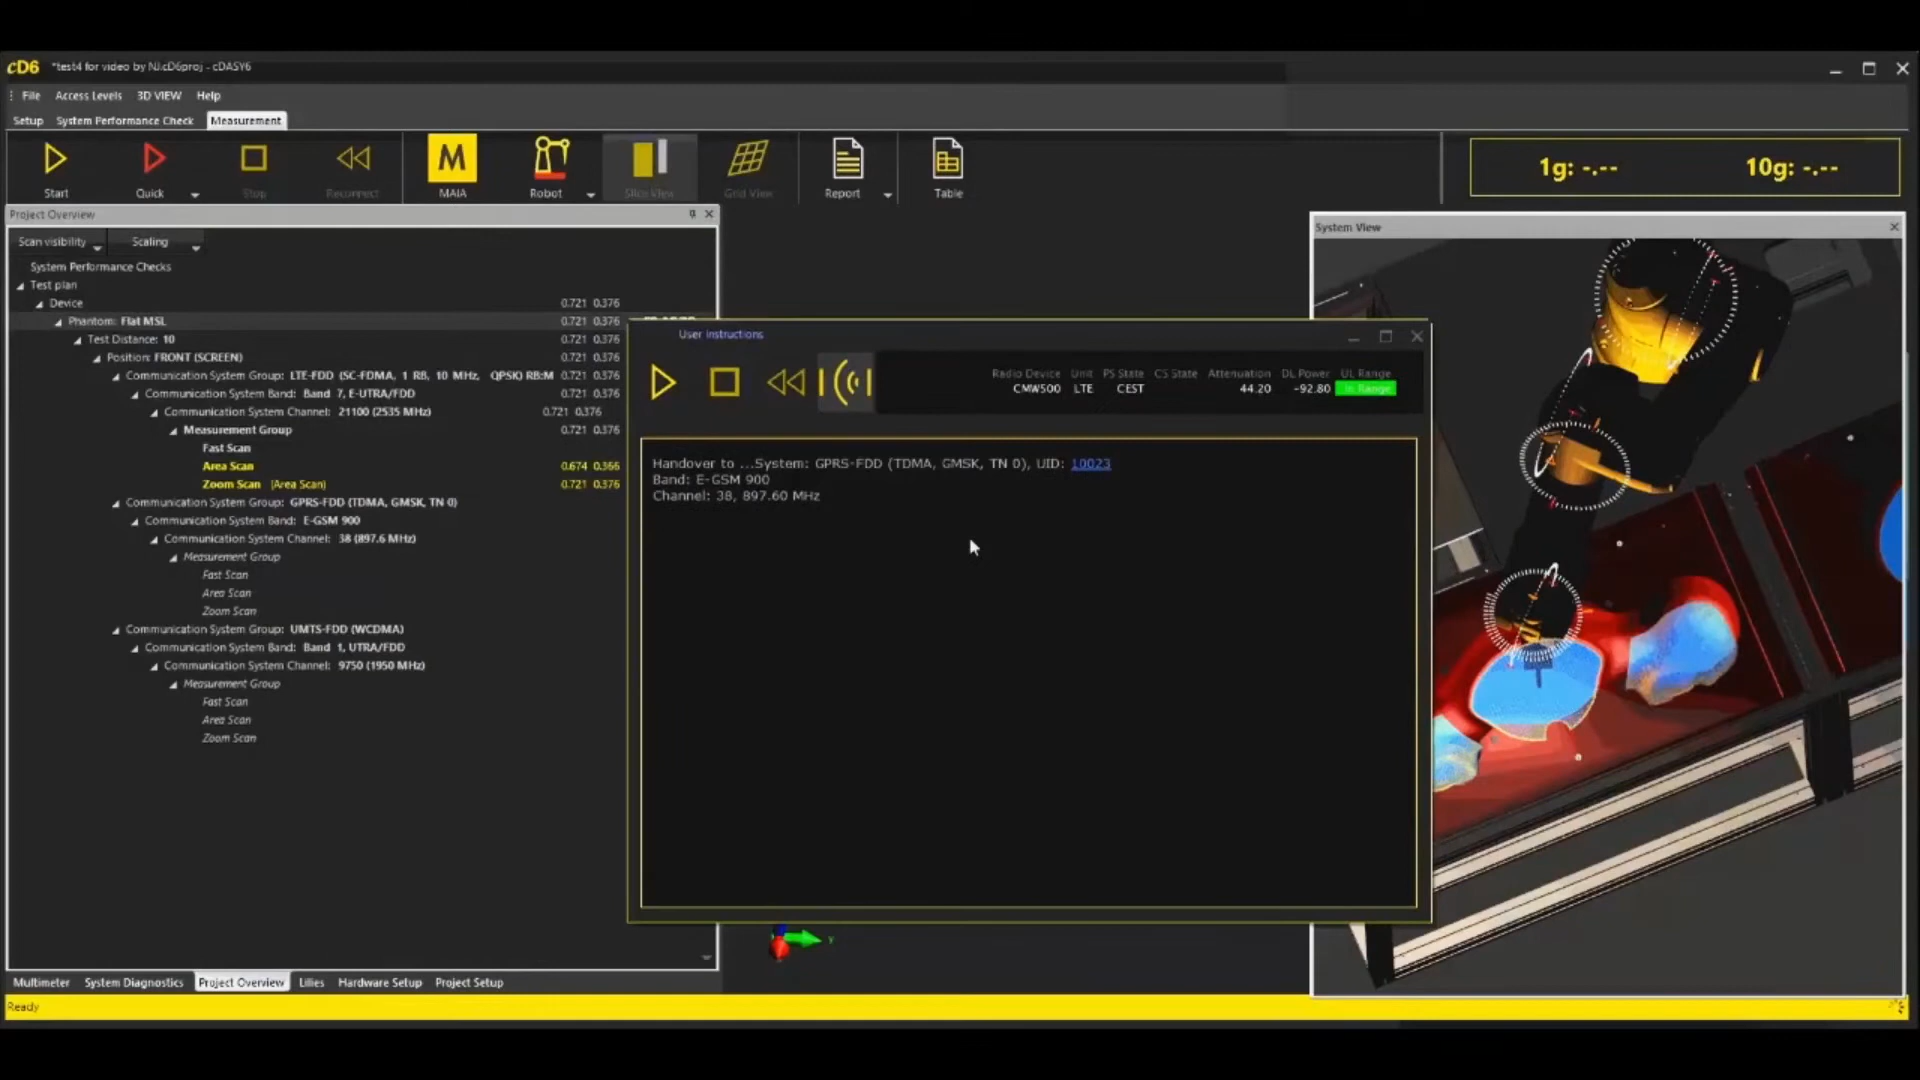 cD6 *test4 for video by NJ.cD6proj - cDASY6
File Access Levels 3D VIEW Help
Setup System Performance Check Measurement
Start Quick Stop Reconnect M MAIA Robot Slice View Grid View Report Table
1g: -.-- 10g: -.--
Project Overview
Scan visibility Scaling
System Performance Checks
Test plan
Device 0.721 0.376
Phantom: Flat MSL 0.721 0.376
Test Distance: 10 0.721 0.376
Position: FRONT (SCREEN) 0.721 0.376
Communication System Group: LTE-FDD (SC-FDMA, 1 RB, 10 MHz, QPSK) RB:M 0.721 0.376
Communication System Band: Band 7, E-UTRA/FDD 0.721 0.376
Communication System Channel: 21100 (2535 MHz) 0.721 0.376
Measurement Group 0.721 0.376
Fast Scan
Area Scan 0.674 0.366
Zoom Scan (Area Scan) 0.721 0.376
Communication System Group: GPRS-FDD (TDMA, GMSK, TN 0)
Communication System Band: E-GSM 900
Communication System Channel: 38 (897.6 MHz)
Measurement Group
Fast Scan
Area Scan
Zoom Scan
Communication System Group: UMTS-FDD (WCDMA)
Communication System Band: Band 1, UTRA/FDD
Communication System Channel: 9750 (1950 MHz)
Measurement Group
Fast Scan
Area Scan
Zoom Scan
User Instructions
Radio Device Unit PS State CS State Attenuation DL Power UL Range
CMW500 LTE CEST 44.20 -92.80 In Range
Handover to ...System: GPRS-FDD (TDMA, GMSK, TN 0), UID: 10023
Band: E-GSM 900
Channel: 38, 897.60 MHz
y
System View
Multimeter System Diagnostics Project Overview Lilies Hardware Setup Project Setup
Ready